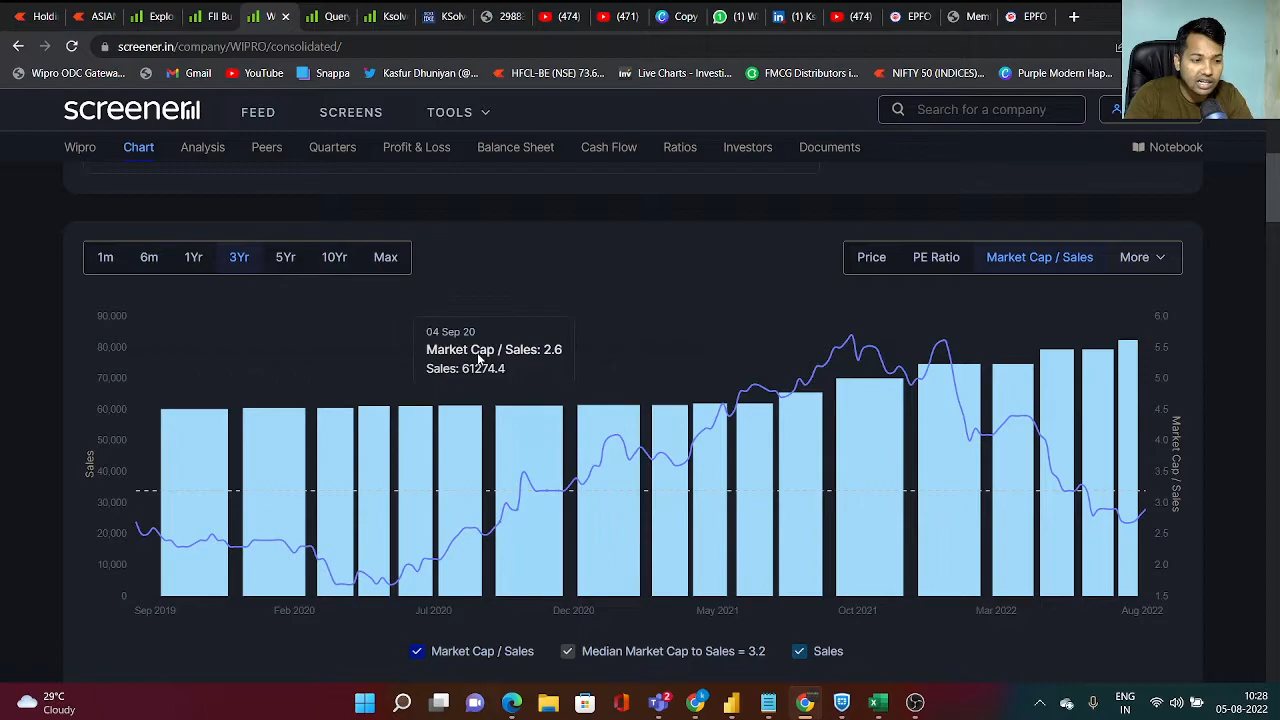 Holdi
ASIAN
Explo
FII Bu
W
Query
Ksolv
KSolv
2988
(474)
(471)
Copy
(1) W
Li
(474)
EPFO
Mem
EPFO
screener.in/company/WIPRO/consolidated/
Wipro ODC Gatewa...
Gmail
YouTube
Snappa
Kasfur Dhuniyan (@...
HFCL-BE (NSE) 73.6...
Live Charts - Investi...
FMCG Distributors i...
NIFTY 50 (INDICES)...
Purple Modern Hap...
screener
FEED
SCREENS
TOOLS
Search for a company
Wipro
Chart
Analysis
Peers
Quarters
Profit & Loss
Balance Sheet
Cash Flow
Ratios
Investors
Documents
Notebook
1m 6m 1Yr 3Yr 5Yr 10Yr Max
Price PE Ratio Market Cap / Sales More
04 Sep 20
Market Cap / Sales: 2.6
Sales: 61274.4
90,000
80,000
70,000
60,000
50,000
40,000
30,000
20,000
10,000
0
Sales
6.0
5.5
5.0
4.5
4.0
3.5
3.0
2.5
2.0
1.5
Market Cap / Sales
Sep 2019 Feb 2020 Jul 2020 Dec 2020 May 2021 Oct 2021 Mar 2022 Aug 2022
Market Cap / Sales
Median Market Cap to Sales = 3.2
Sales
29°C
Cloudy
2
ENG
IN
10:28
05-08-2022